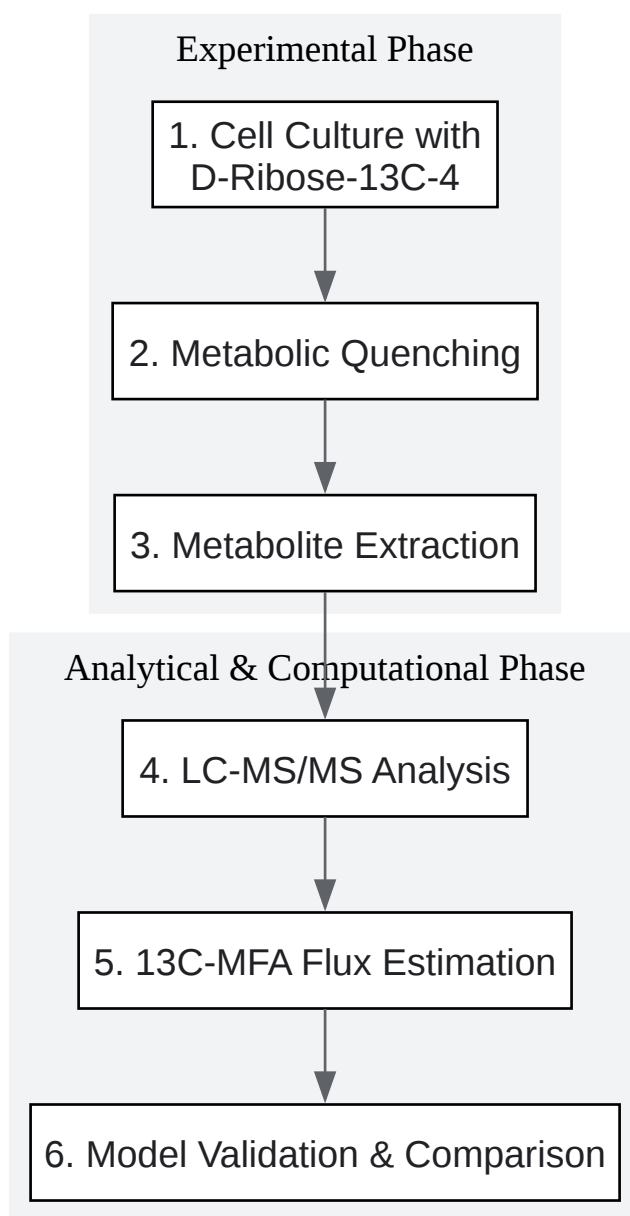 Experimental Phase
1. Cell Culture with
D-Ribose-13C-4
2. Metabolic Quenching
3. Metabolite Extraction
Analytical & Computational Phase
4. LC-MS/MS Analysis
5. 13C-MFA Flux Estimation
6. Model Validation & Comparison